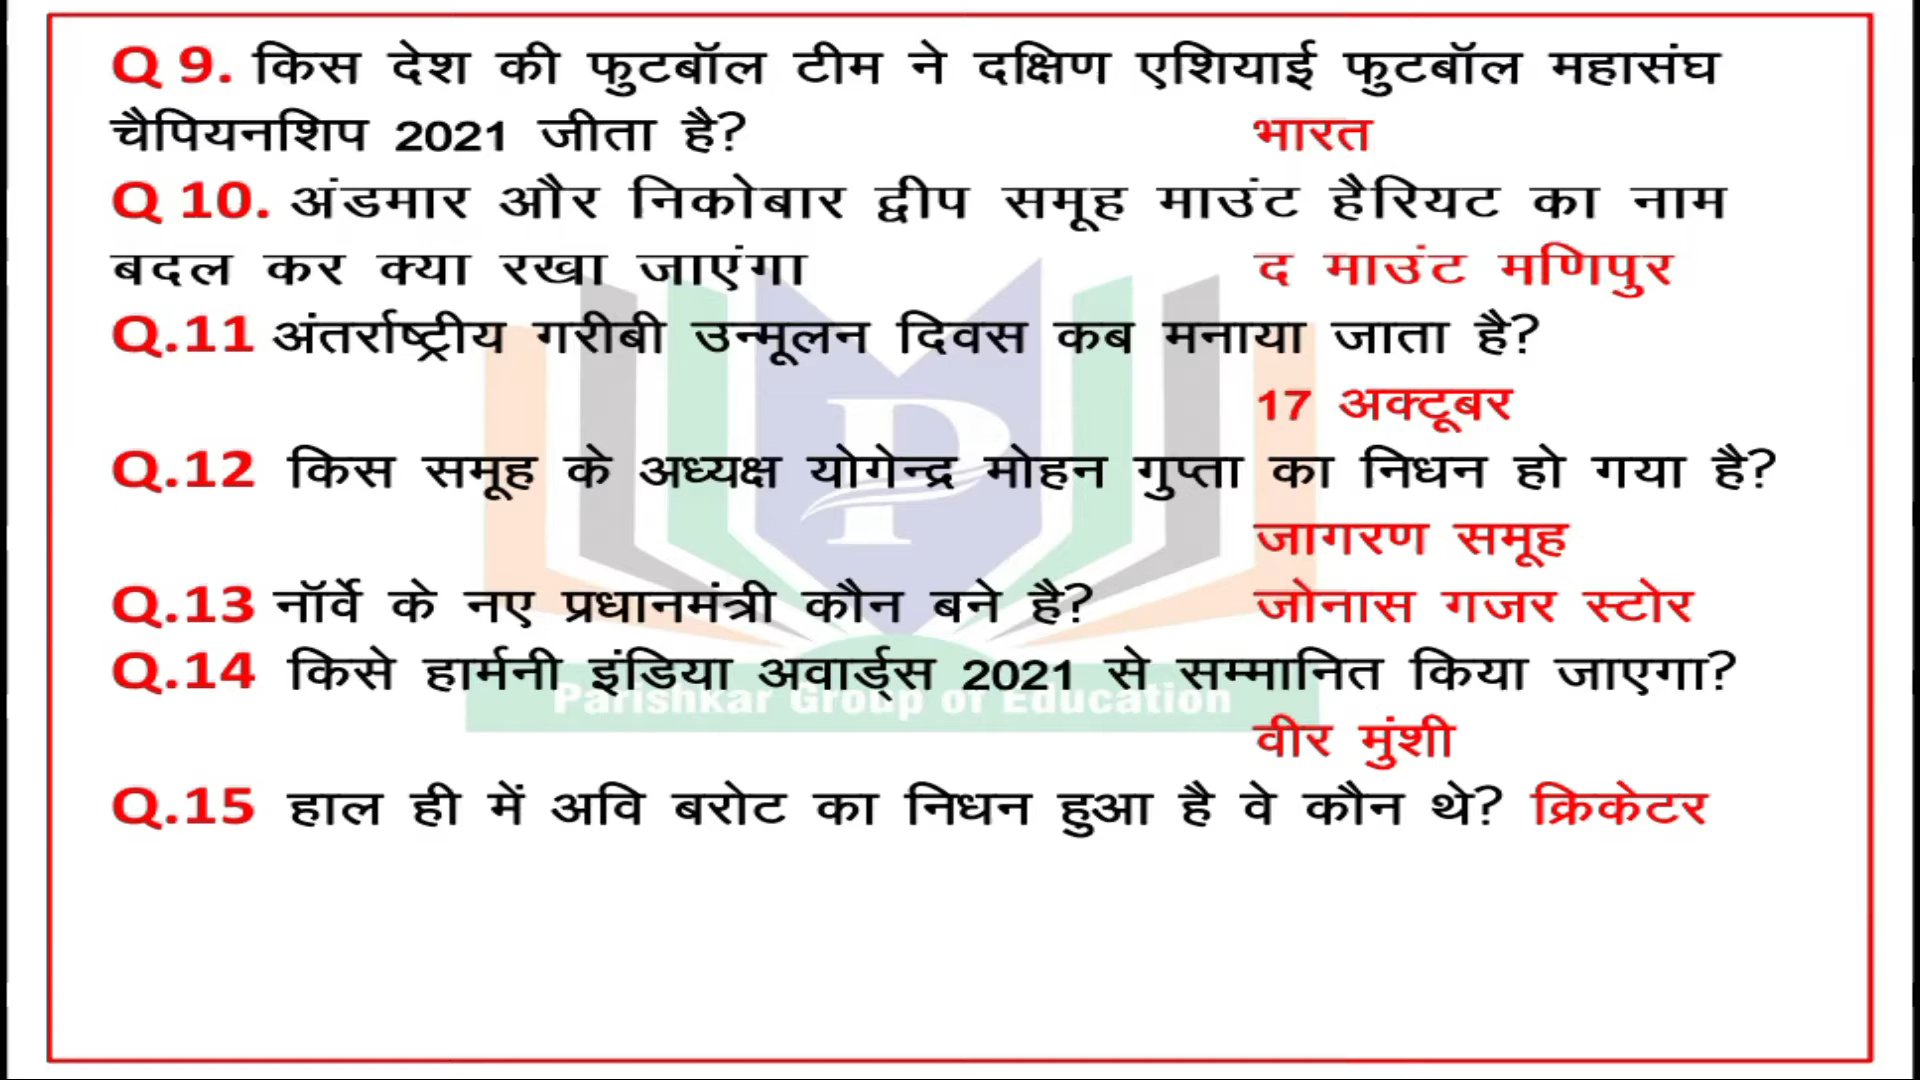 Q 9. किस देश की फुटबॉल टीम ने दक्षिण एशियाई फुटबॉल महासंघ
चैपियनशिप 2021 जीता है? भारत
Q 10. अंडमार और निकोबार द्वीप समूह माउंट हैरियट का नाम
बदल कर क्या रखा जाएंगा द माउंट मणिपुर
Q.11 अंतर्राष्ट्रीय गरीबी उन्मूलन दिवस कब मनाया जाता है?
17 अक्टूबर
Q.12 किस समूह के अध्यक्ष योगेन्द्र मोहन गुप्ता का निधन हो गया है?
जागरण समूह
Q.13 नॉर्वे के नए प्रधानमंत्री कौन बने है? जोनास गजर स्टोर
Q.14 किसे हार्मनी इंडिया अवार्ड्स 2021 से सम्मानित किया जाएगा?
Parishkar Group of Education
वीर मुंशी
Q.15 हाल ही में अवि बरोट का निधन हुआ है वे कौन थे? क्रिकेटर